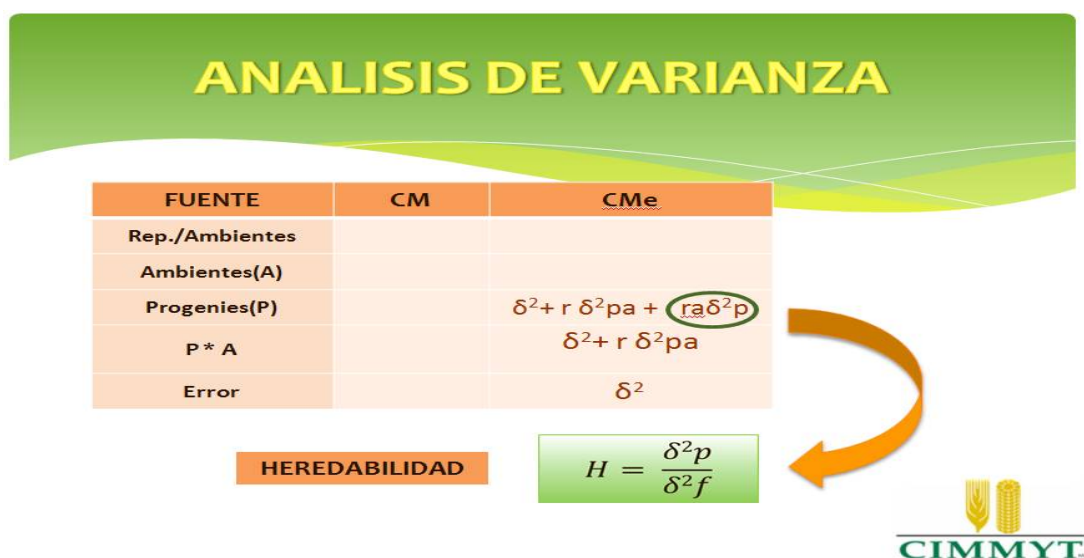 ANALISIS DE VARIANZA
FUENTE CM CMe
Rep./Ambientes
Ambientes(A)
Progenies(P) δ²+ r δ²pa + raδ²p
P * A δ²+ r δ²pa
Error δ²
HEREDABILIDAD H = δ²p / δ²f
CIMMYT